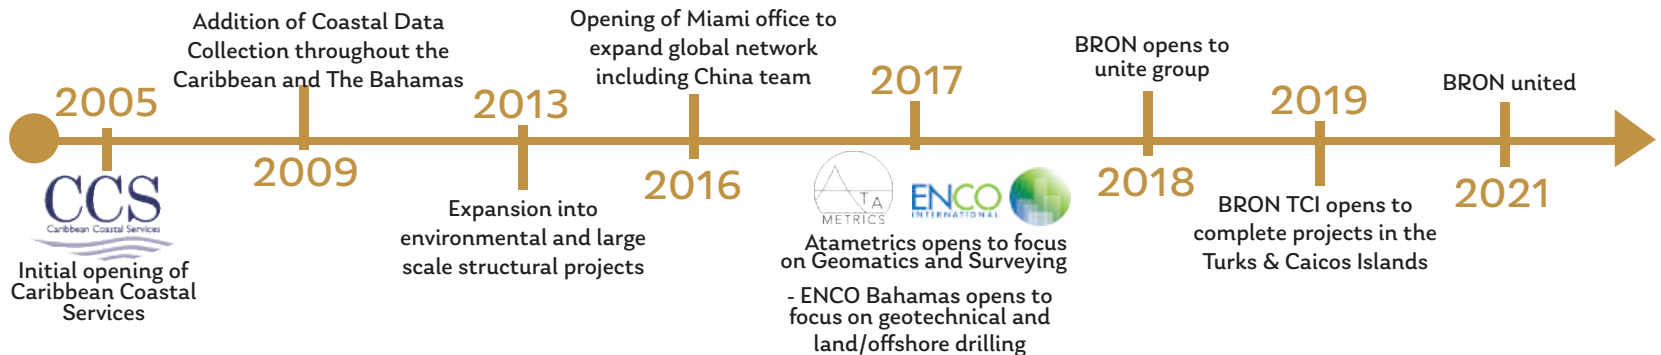 2005
CCS
Caribbean Coastal Services
Initial opening of
Caribbean Coastal
Services
Addition of Coastal Data
Collection throughout the
Caribbean and The Bahamas
2009
2013
Expansion into
environmental and large
scale structural projects
Opening of Miami office to
expand global network
including China team
2016
2017
ATA
METRICS
ENCO
INTERNATIONAL
Atametrics opens to focus
on Geomatics and Surveying
- ENCO Bahamas opens to
focus on geotechnical and
land/offshore drilling
BRON opens to
unite group
2018
2019
BRON TCI opens to
complete projects in the
Turks & Caicos Islands
BRON united
2021